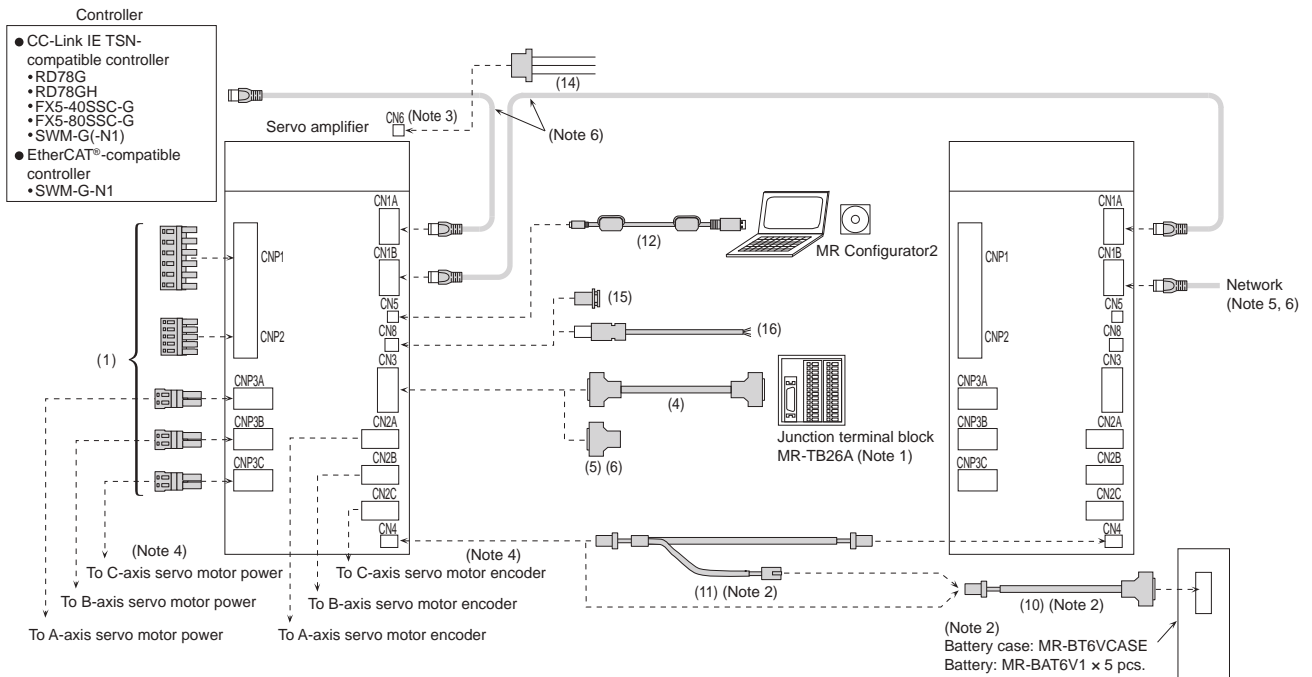 Controller
● CC-Link IE TSN-
compatible controller
•RD78G
•RD78GH
•FX5-40SSC-G
•FX5-80SSC-G
•SWM-G(-N1)
● EtherCAT®-compatible
controller
•SWM-G-N1
(14)
CN6 (Note 3)
Servo amplifier
(Note 6)
CN1A
CN1B
CN5
CN8
CN3
CN2A
CN2B
CN2C
CN4
CNP1
CNP2
CNP3A
CNP3B
CNP3C
(1)
(12)
MR Configurator2
(15)
(16)
(4)
Junction terminal block
MR-TB26A (Note 1)
(5) (6)
CN1A
CN1B
CN5
CN8
CN3
CN2A
CN2B
CN2C
CN4
CNP1
CNP2
CNP3A
CNP3B
CNP3C
Network
(Note 5, 6)
(Note 4)
To C-axis servo motor power
To B-axis servo motor power
To A-axis servo motor power
(Note 4)
To C-axis servo motor encoder
To B-axis servo motor encoder
To A-axis servo motor encoder
(11) (Note 2)
(10) (Note 2)
(Note 2)
Battery case: MR-BT6VCASE
Battery: MR-BAT6V1 × 5 pcs.